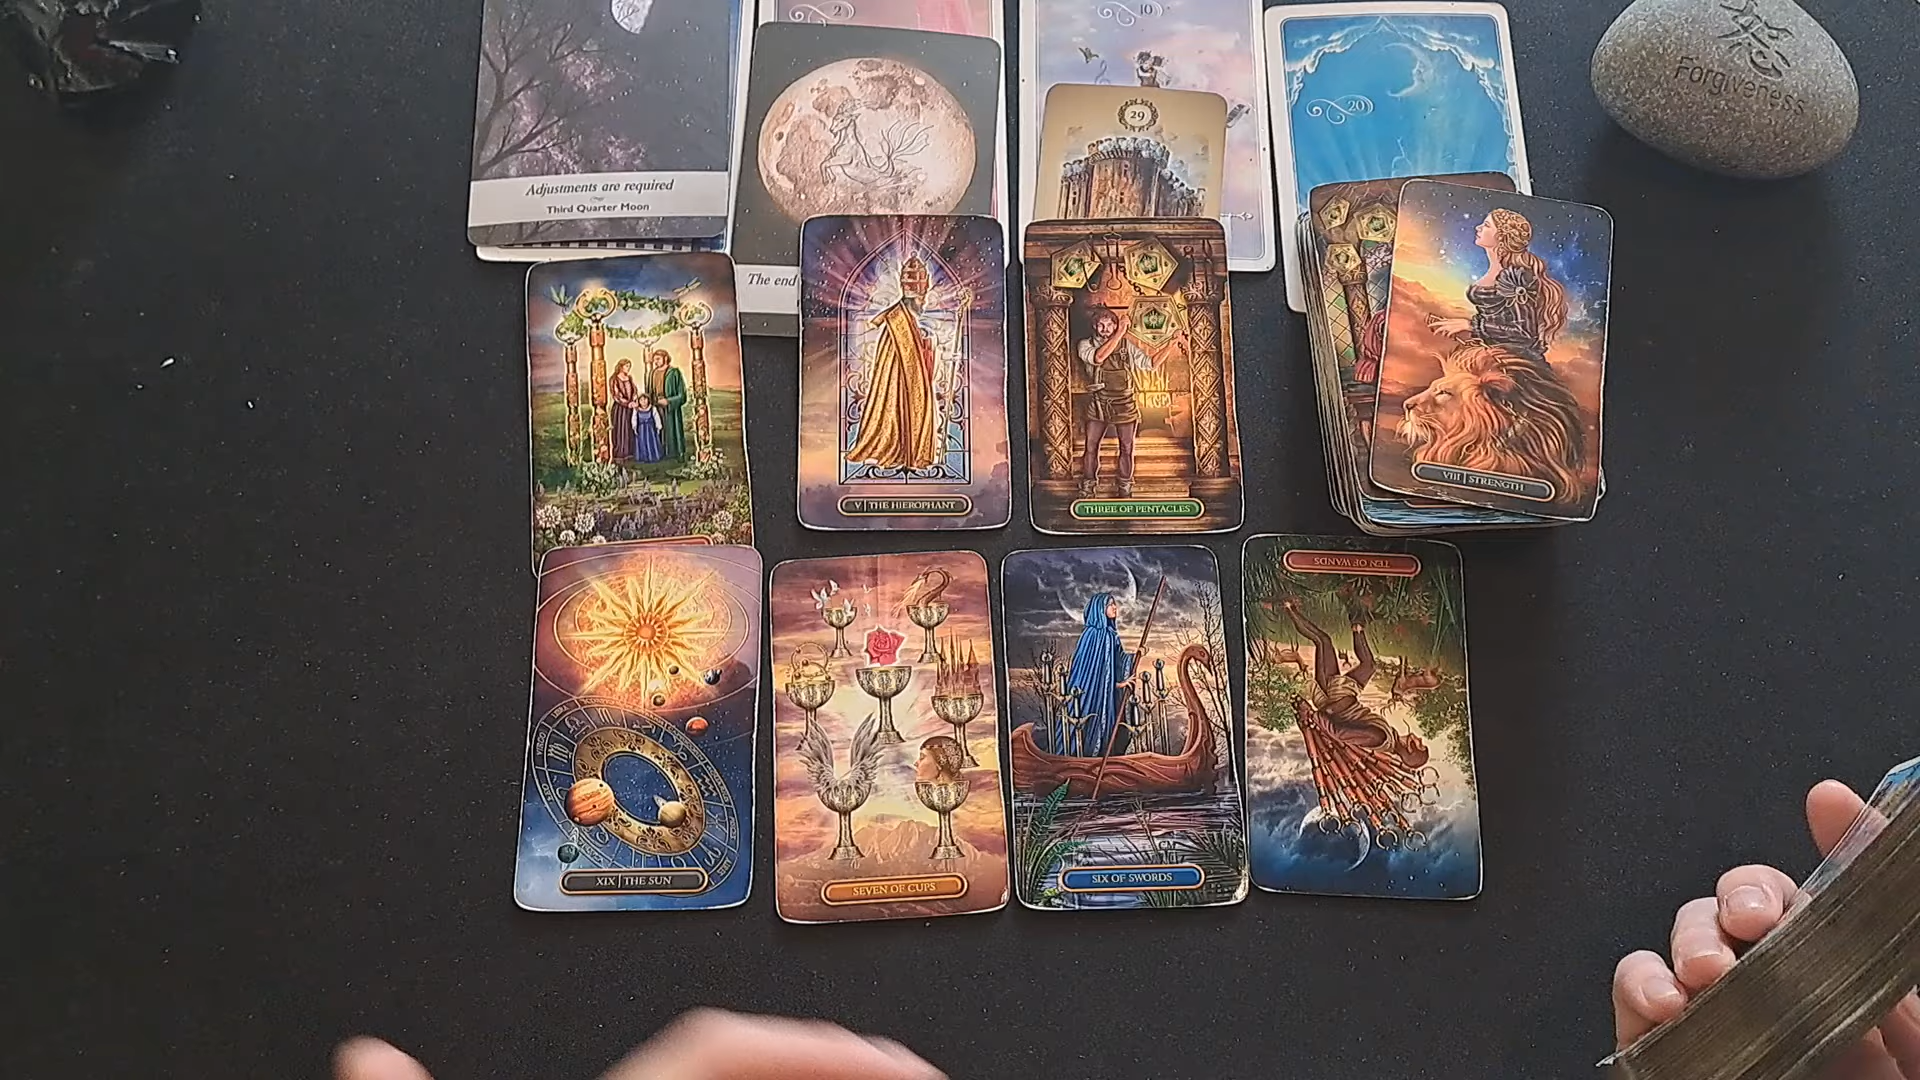 2
10
20
Forgiveness
29
Adjustments are required
Third Quarter Moon
The end
V | THE HIEROPHANT
THREE OF PENTACLES
VIII | STRENGTH
TEN OF WANDS
XIX | THE SUN
SEVEN OF CUPS
SIX OF SWORDS